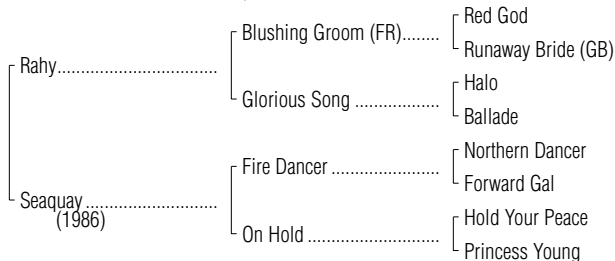 Red God
Blushing Groom (FR)........
Runaway Bride (GB)
Rahy..................................
Halo
Glorious Song ..................
Ballade
Northern Dancer
Fire Dancer .......................
Forward Gal
Seaquay............................
(1986)
Hold Your Peace
On Hold ............................
Princess Young